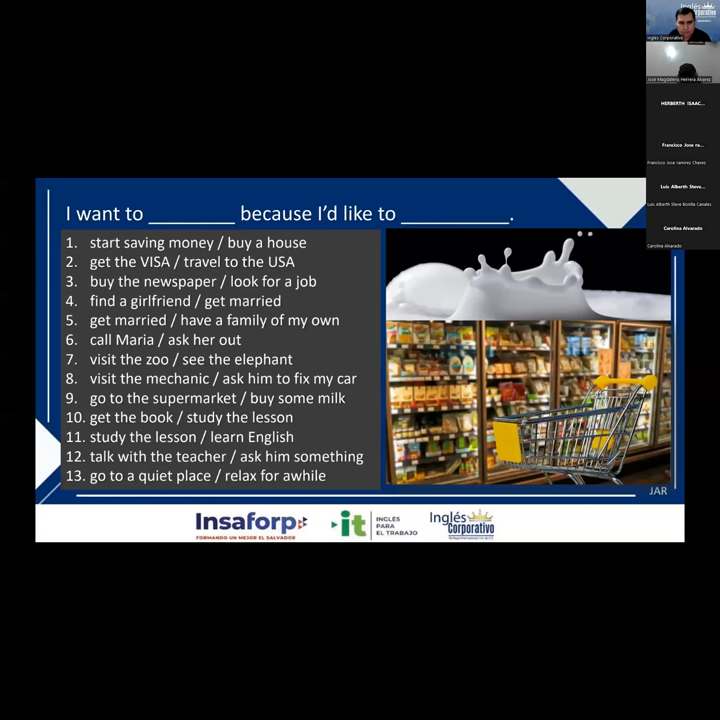 I want to ________ because I'd like to __________.
1. start saving money / buy a house
2. get the VISA / travel to the USA
3. buy the newspaper / look for a job
4. find a girlfriend / get married
5. get married / have a family of my own
6. call Maria / ask her out
7. visit the zoo / see the elephant
8. visit the mechanic / ask him to fix my car
9. go to the supermarket / buy some milk
10. get the book / study the lesson
11. study the lesson / learn English
12. talk with the teacher / ask him something
13. go to a quiet place / relax for awhile
JAR
Insaforp
FORMANDO UN MEJOR EL SALVADOR
it
INGLÉS
PARA
EL TRABAJO
Inglés
Corporativo
Ingles Corporativo
Jose Magdaleno Herrera Alvarez
HERBERTH ISAAC...
Francisco Jose ra...
Francisco Jose ramirez Chavez
Luis Alberth Steve...
Luis Alberth Steve Bonilla Canales
Carolina Alvarado
Carolina Alvarado